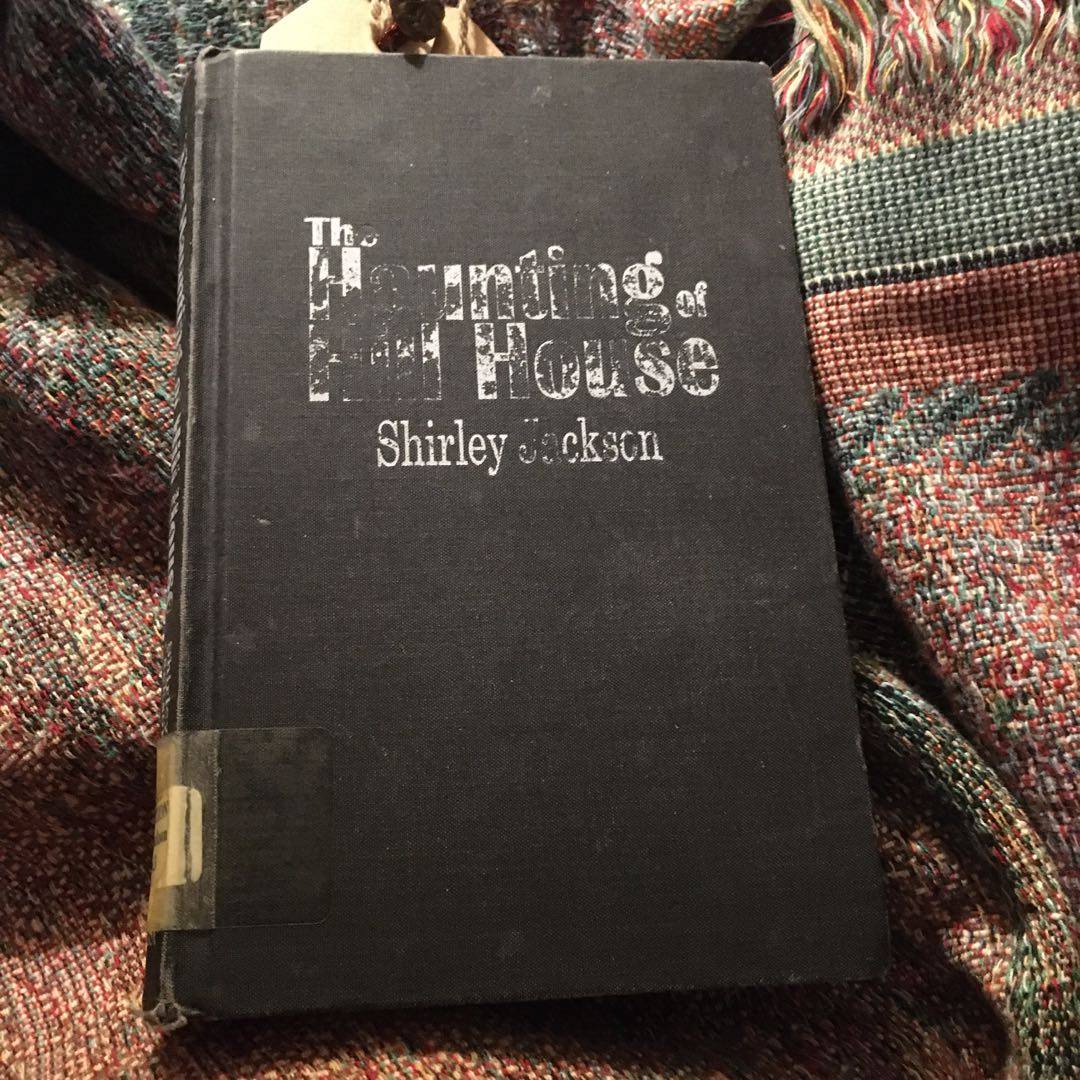 The
Haunting of
Hill House
Shirley Jackson